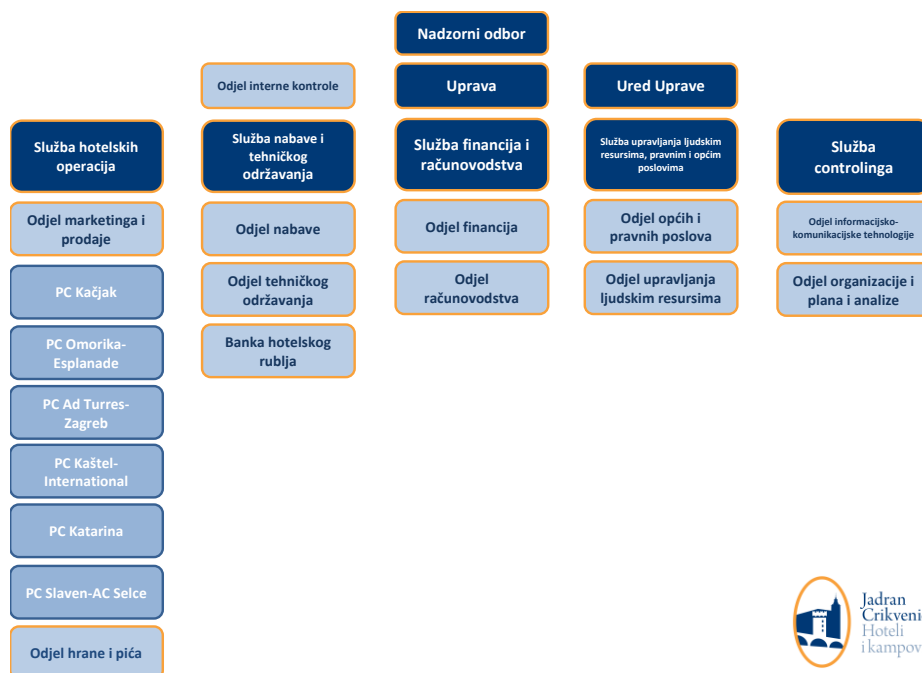 Nadzorni odbor
Odjel interne kontrole
Uprava
Ured Uprave
Služba hotelskih
operacija
Služba nabave i
tehničkog
održavanja
Služba financija i
računovodstva
Služba upravljanja ljudskim
resursima, pravnim i općim
poslovima
Služba
controlinga
Odjel marketinga i
prodaje
Odjel nabave
Odjel financija
Odjel općih i
pravnih poslova
Odjel informacijsko-
komunikacijske tehnologije
PC Kačjak
Odjel tehničkog
održavanja
Odjel
računovodstva
Odjel upravljanja
ljudskim resursima
Odjel organizacije i
plana i analize
PC Omorika-
Esplanade
Banka hotelskog
rublja
PC Ad Turres-
Zagreb
PC Kaštel-
International
PC Katarina
PC Slaven-AC Selce
Odjel hrane i pića
Jadran
Crikveni
Hoteli
i kampov